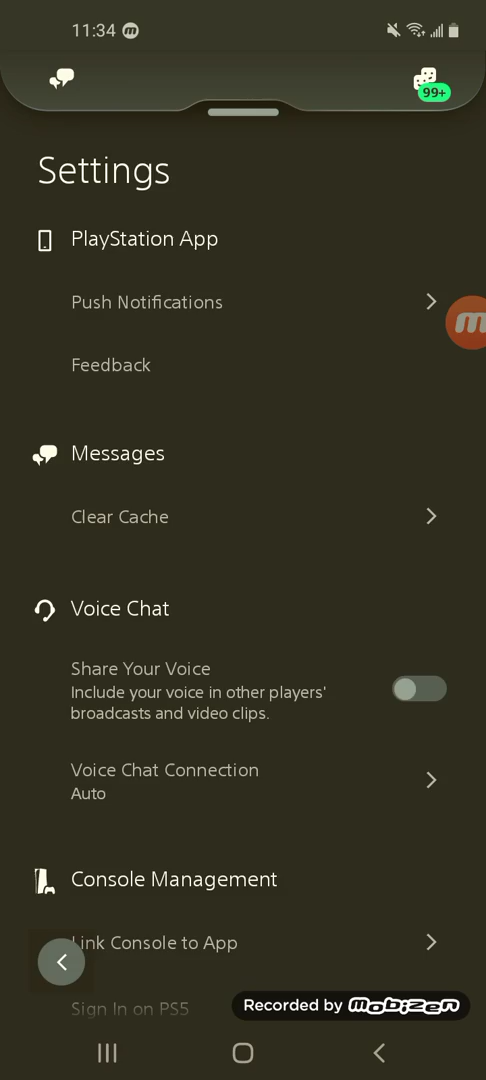 11:34
99+
Settings
PlayStation App
Push Notifications
Feedback
Messages
Clear Cache
Voice Chat
Share Your Voice
Include your voice in other players'
broadcasts and video clips.
Voice Chat Connection
Auto
Console Management
Link Console to App
Sign In on PS5
Recorded by mobizen